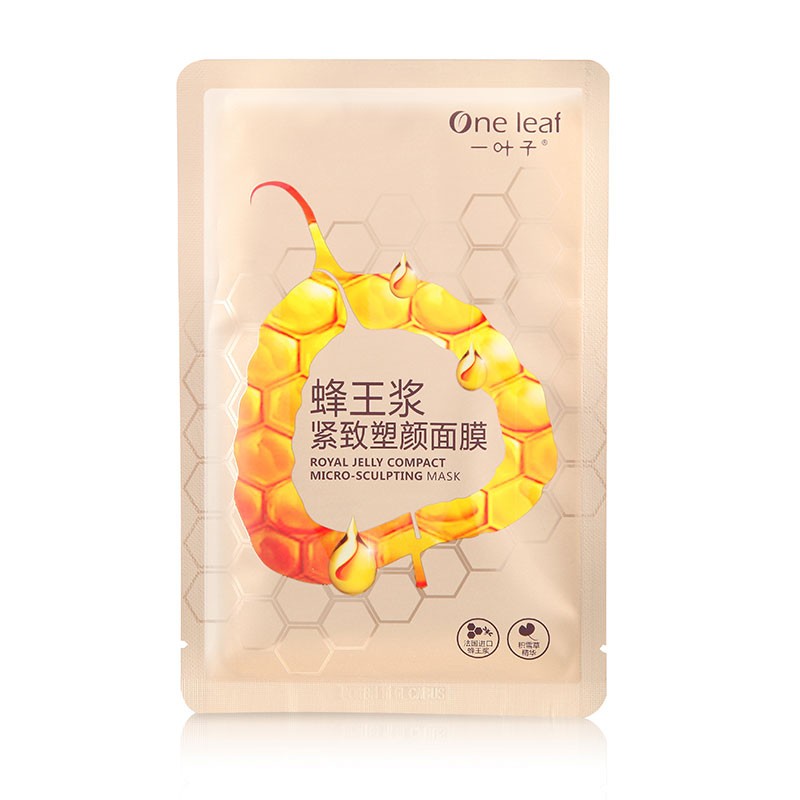 One leaf
一叶子®
蜂王浆
紧致塑颜面膜
ROYAL JELLY COMPACT
MICRO-SCULPTING MASK
法国进口
蜂王浆
积雪草
精华